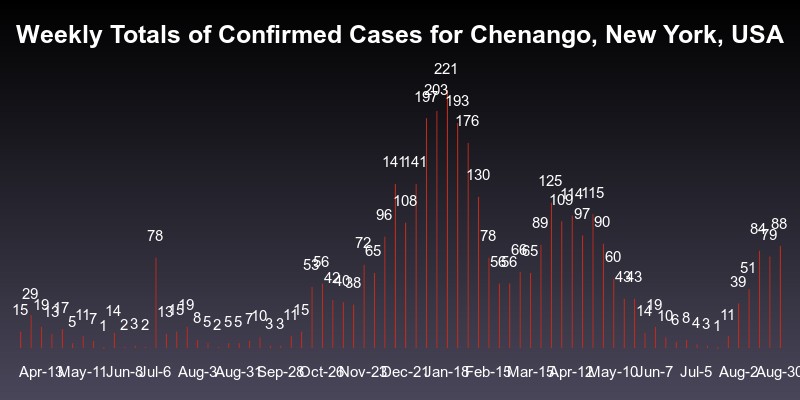 Weekly Totals of Confirmed Cases for Chenango, New York, USA
15 29 19 13 17 5 11 7 1 14 2 3 2 78 13 15 19 8 5 2 5 5 7 10 3 3 11 15 53 56 42 40 38 72 65 96 141 108 141 197 203 221 193 176 130 78 56 56 66 65 89 125 109 114 97 115 90 60 43 43 14 19 10 6 8 4 3 1 11 39 51 84 79 88
Apr-13 May-11 Jun-8 Jul-6 Aug-3 Aug-31 Sep-28 Oct-26 Nov-23 Dec-21 Jan-18 Feb-15 Mar-15 Apr-12 May-10 Jun-7 Jul-5 Aug-2 Aug-30